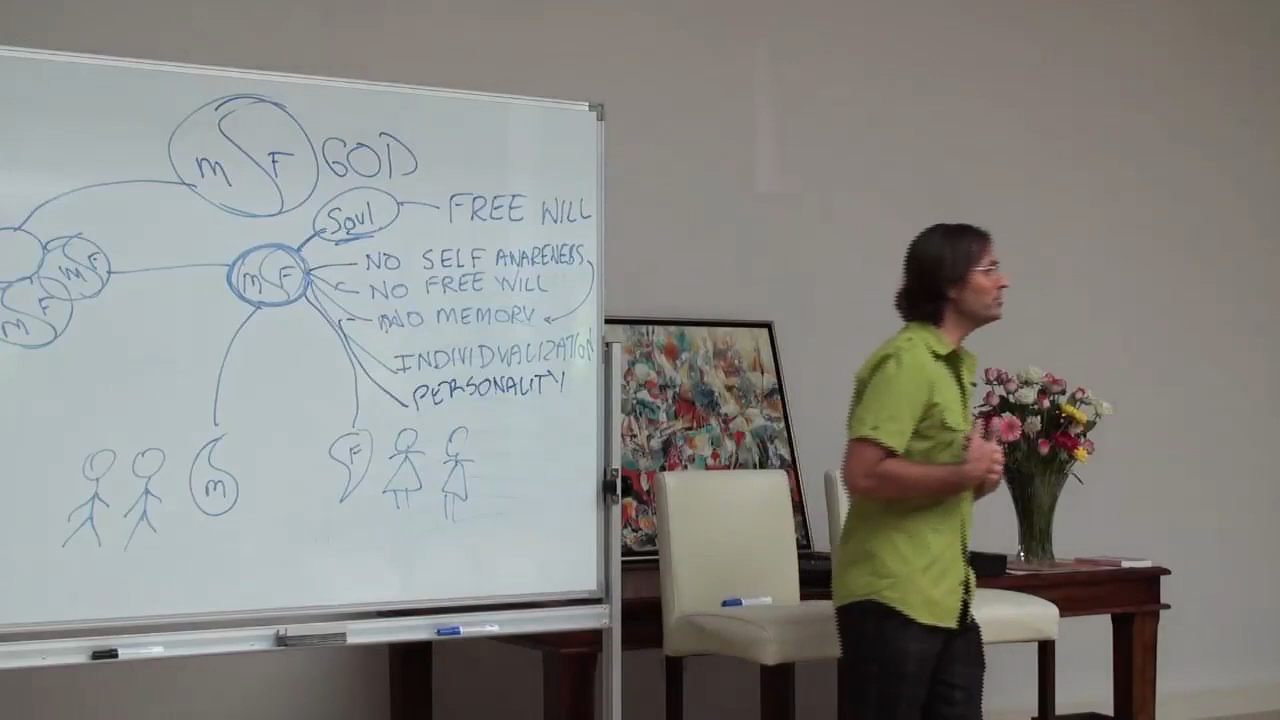 M F GOD
Soul FREE WILL
M F M F NO SELF AWARENESS
NO FREE WILL
M F NO MEMORY
INDIVIDUALIZATION
PERSONALITY
M F